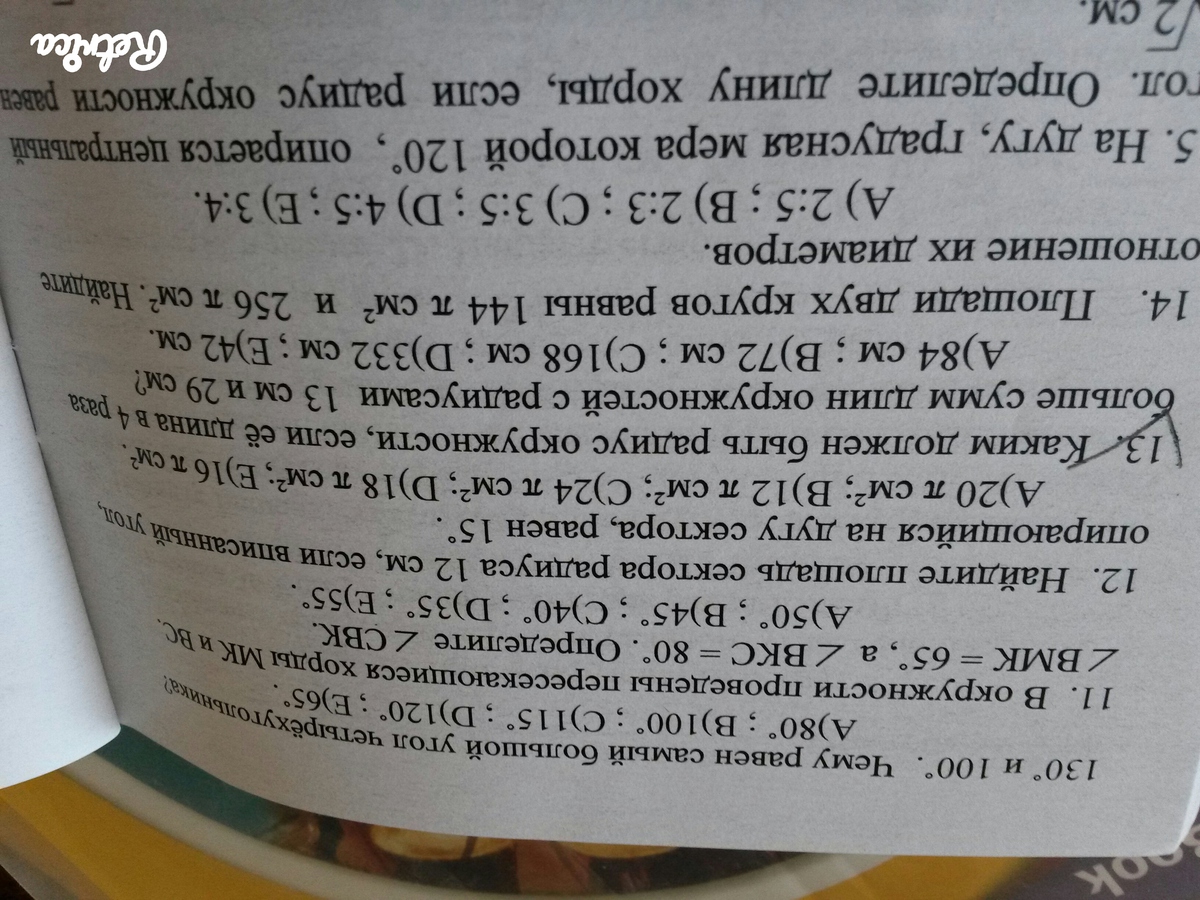 130° и 100°. Чему равен самый большой угол четырёхугольника?
A)80° ; B)100° ; C)115° ; D)120° ; E)65°.
11. В окружности проведены пересекающиеся хорды МК и ВС.
∠BMK = 65°, а ∠BKC = 80°. Определите ∠CBK.
A)50° ; B)45° ; C)40° ; D)35° ; E)55°.
12. Найдите площадь сектора радиуса 12 см, если вписанный угол,
опирающийся на дугу сектора, равен 15°.
A)20 π см²; B)12 π см²; C)24 π см²; D)18 π см²; E)16 π см².
13. Каким должен быть радиус окружности, если её длина в 4 раза
больше сумм длин окружностей с радиусами 13 см и 29 см?
A)84 см ; B)72 см ; C)168 см ; D)332 см ; E)42 см.
14. Площади двух кругов равны 144 π см² и 256 π см². Найдите
отношение их диаметров.
A) 2:5 ; B) 2:3 ; C) 3:5 ; D) 4:5 ; E) 3:4.
5. На дугу, градусная мера которой 120°, опирается центральный
гол. Определите длину хорды, если радиус окружности равен
√2 см.
Retrica
Book